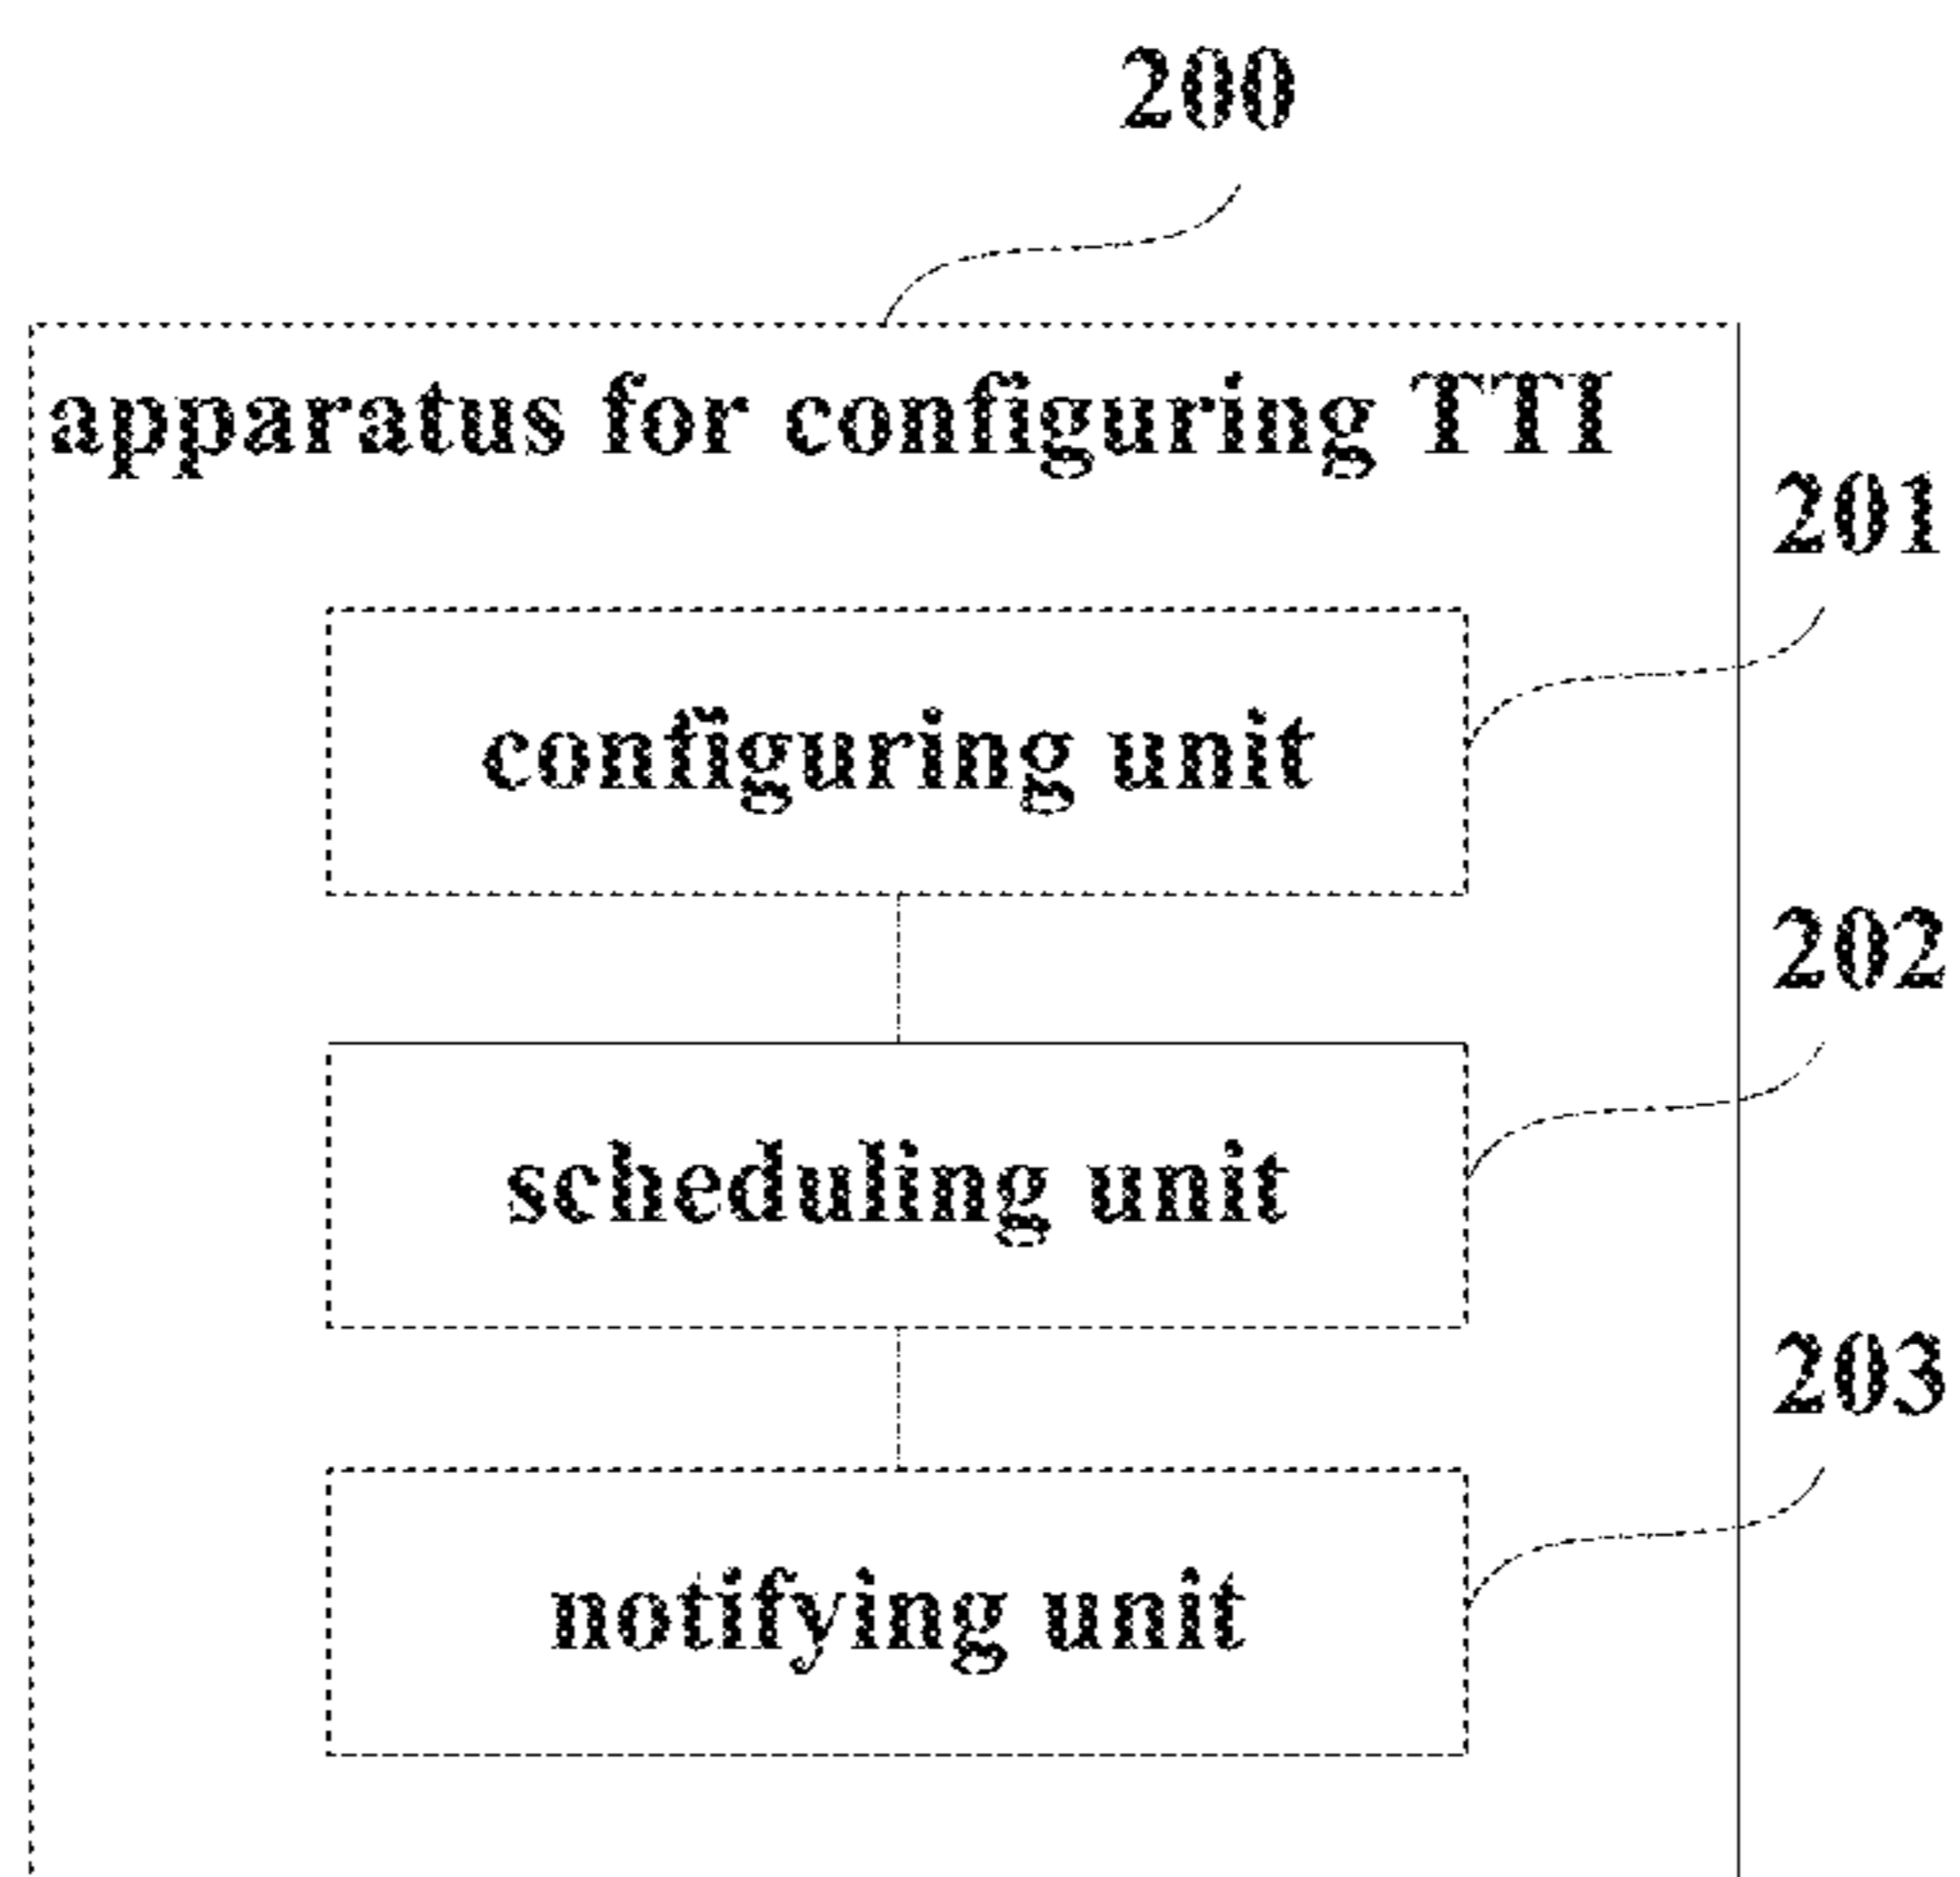 200
apparatus for configuring TTI
201
configuring unit
202
scheduling unit
203
notifying unit